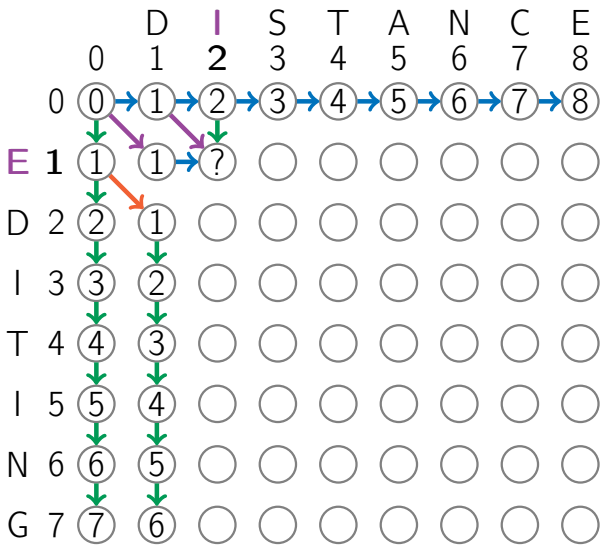 D I S T A N C E
0 1 2 3 4 5 6 7 8
0 0 1 2 3 4 5 6 7 8
E 1 1 1 ?
D 2 2 1
I 3 3 2
T 4 4 3
I 5 5 4
N 6 6 5
G 7 7 6